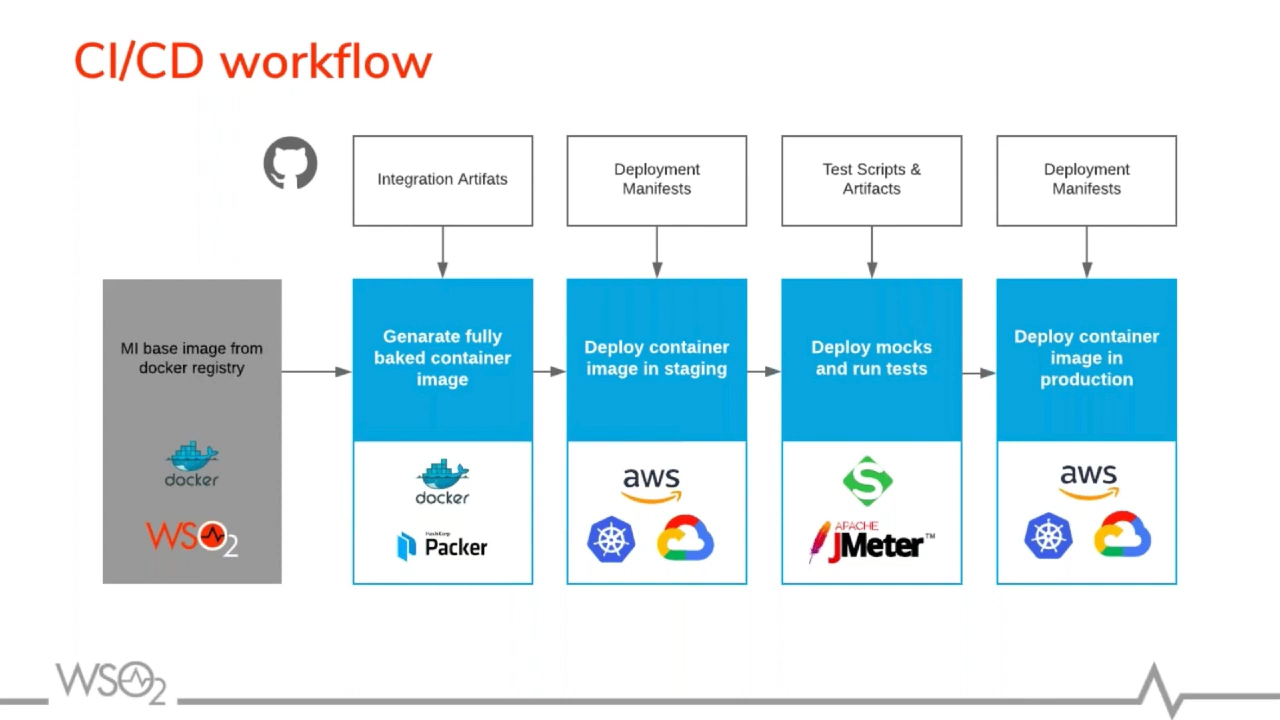 CI/CD workflow
Integration Artifats
Deployment
Manifests
Test Scripts &
Artifacts
Deployment
Manifests
MI base image from
docker registry
docker
WSO2
Genarate fully
baked container
image
docker
HashiCorp
Packer
Deploy container
image in staging
aws
Deploy mocks
and run tests
S
APACHE
JMeter™
Deploy container
image in
production
aws
WSO2